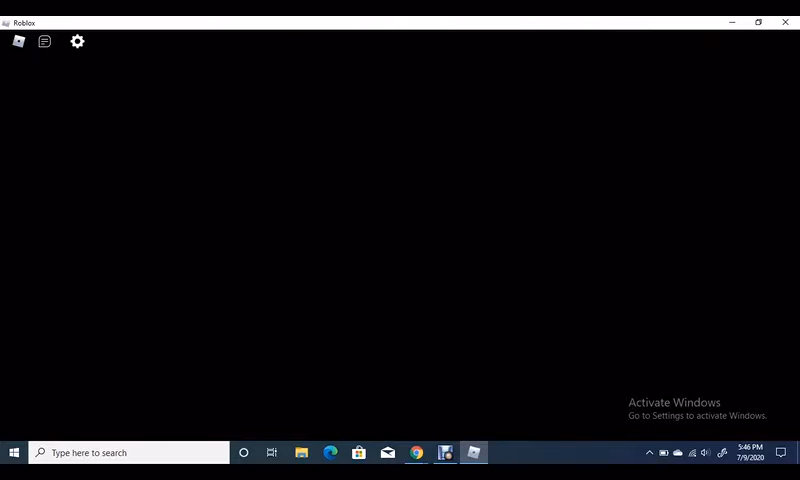 Roblox
Activate Windows
Go to Settings to activate Windows.
Type here to search
5:46 PM
7/9/2020